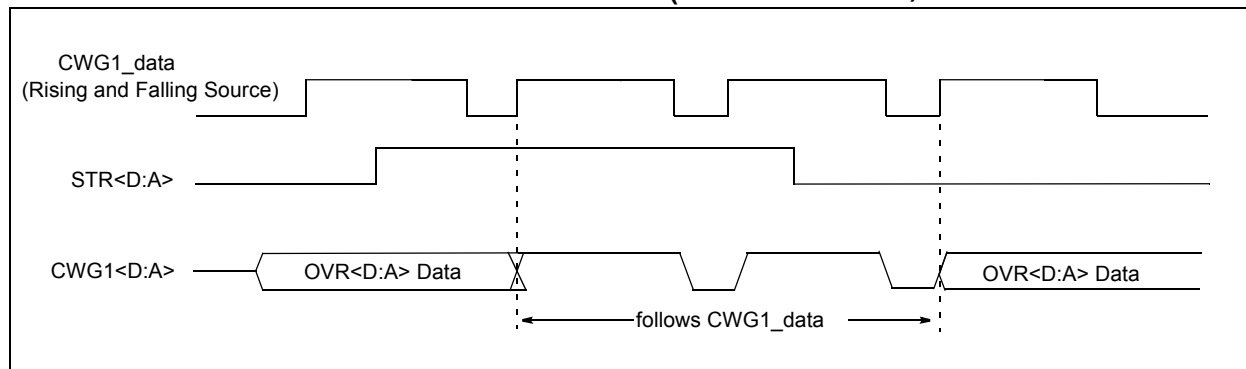 CWG1_data
(Rising and Falling Source)
STR<D:A>
CWG1<D:A>
OVR<D:A> Data
OVR<D:A> Data
follows CWG1_data